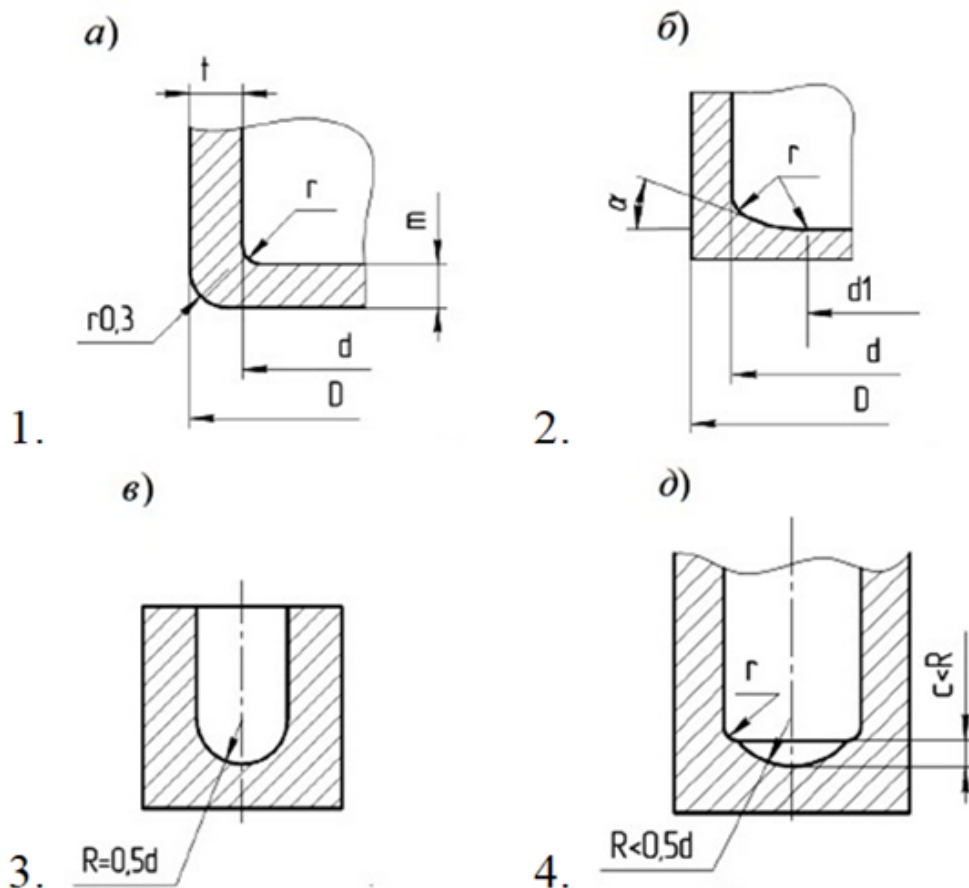 а)
t
r
m
r0,3
d
D
1.
б)
r
α
d1
d
D
2.
в)
R=0,5d
3.
д)
r
c<R
R<0,5d
4.